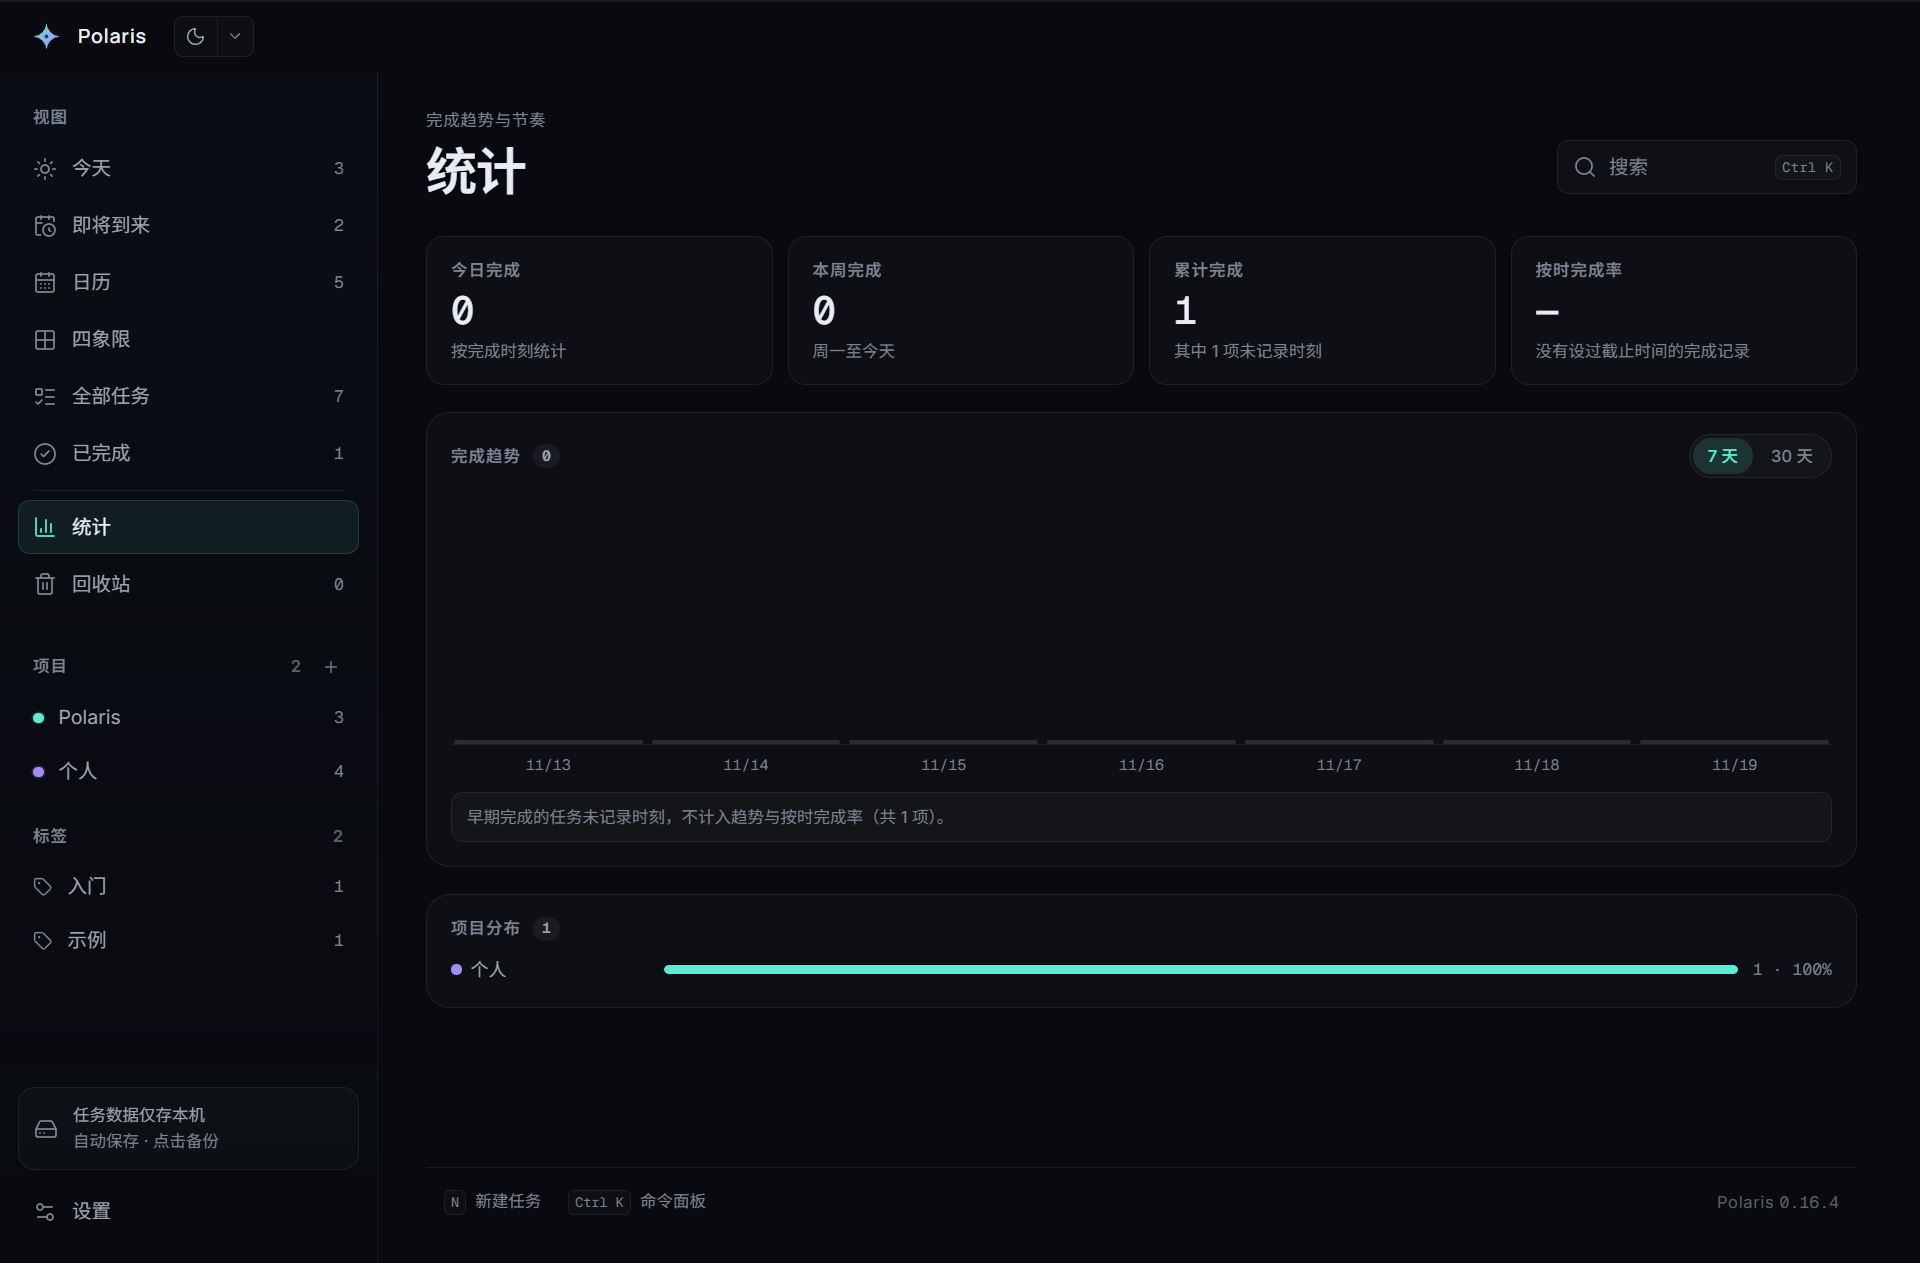 Polaris
视图
今天 3
即将到来 2
日历 5
四象限
全部任务 7
已完成 1
统计
回收站 0
项目 2
Polaris 3
个人 4
标签 2
入门 1
示例 1
任务数据仅存本机
自动保存 · 点击备份
设置
完成趋势与节奏
统计
搜索 Ctrl K
今日完成
0
按完成时刻统计
本周完成
0
周一至今天
累计完成
1
其中 1 项未记录时刻
按时完成率
—
没有设过截止时间的完成记录
完成趋势 0
7 天 30 天
11/13 11/14 11/15 11/16 11/17 11/18 11/19
早期完成的任务未记录时刻，不计入趋势与按时完成率（共 1 项）。
项目分布 1
个人 1 · 100%
N 新建任务 Ctrl K 命令面板
Polaris 0.16.4